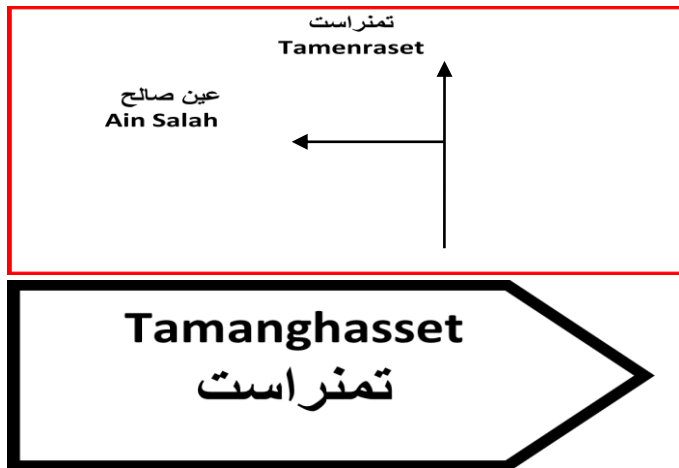 تمنراست
Tamenraset
عين صالح
Ain Salah
Tamanghasset
تمنراست